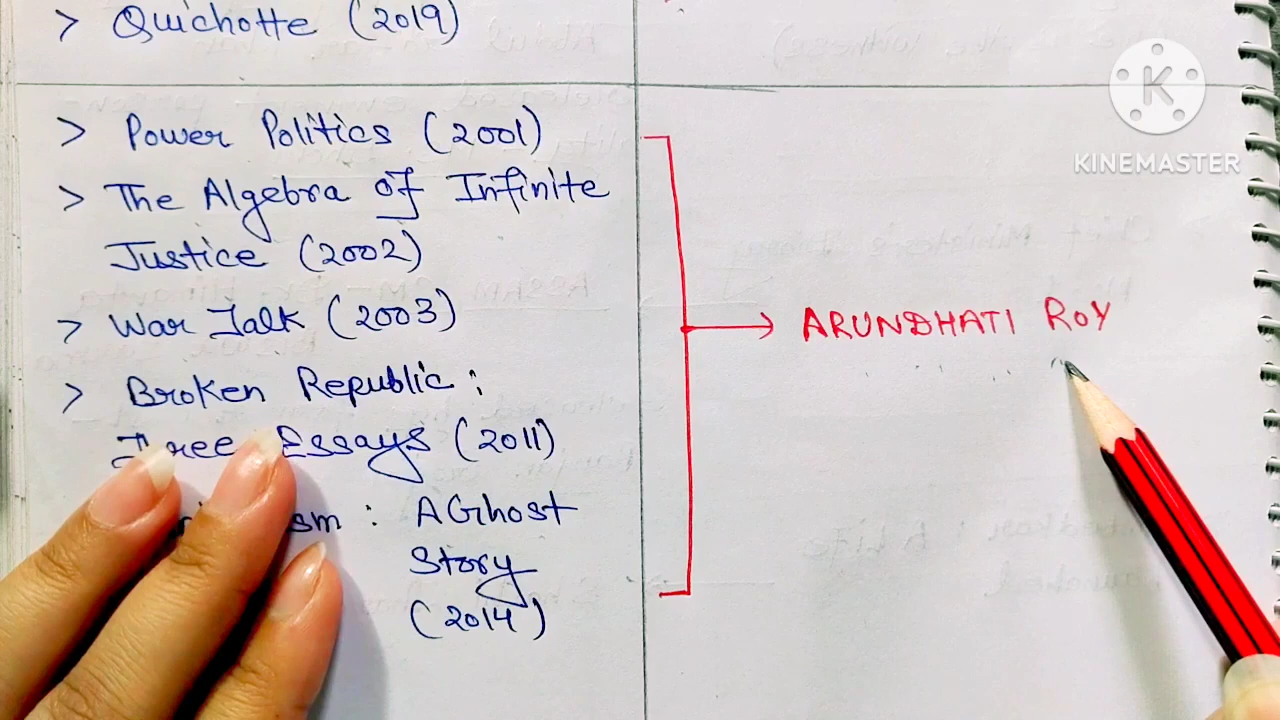 > Quichotte (2019)
> Power Politics (2001)
> The Algebra of Infinite
Justice (2002)
> War Talk (2003)
> Broken Republic :
Three Essays (2011)
: A Ghost
Story
(2014)
ARUNDHATI ROY
K
KINEMASTER